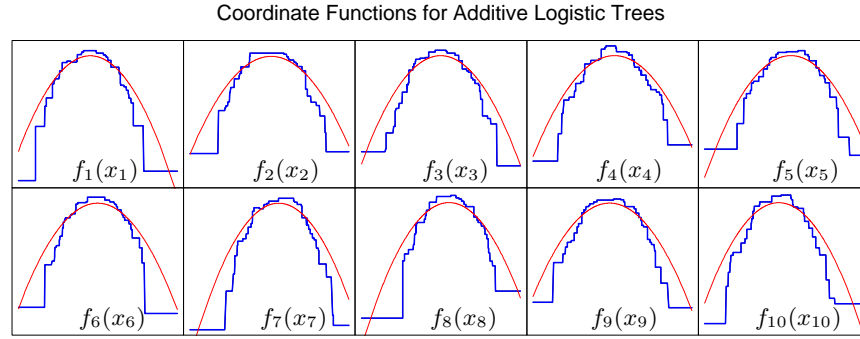 Coordinate Functions for Additive Logistic Trees
f₁(x₁) f₂(x₂) f₃(x₃) f₄(x₄) f₅(x₅)
f₆(x₆) f₇(x₇) f₈(x₈) f₉(x₉) f₁₀(x₁₀)